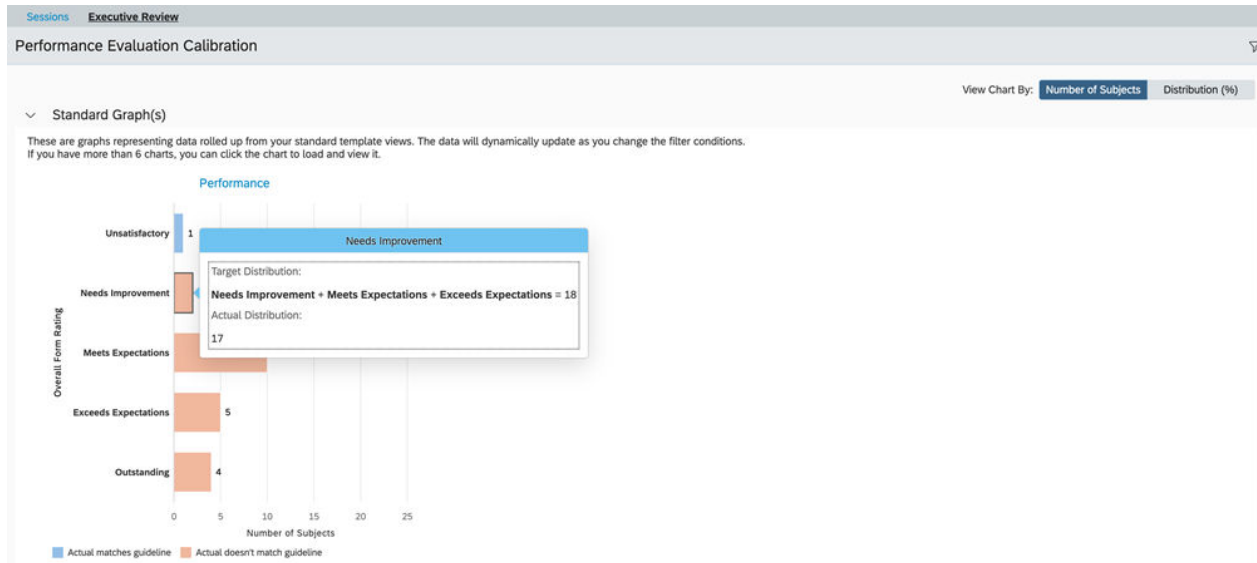 Sessions Executive Review
Performance Evaluation Calibration
View Chart By: Number of Subjects Distribution (%)
Standard Graph(s)
These are graphs representing data rolled up from your standard template views. The data will dynamically update as you change the filter conditions.
If you have more than 6 charts, you can click the chart to load and view it.
Performance
Overall Form Rating
Unsatisfactory 1
Needs Improvement
Meets Expectations
Exceeds Expectations 5
Outstanding 4
Needs Improvement
Target Distribution:
Needs Improvement + Meets Expectations + Exceeds Expectations = 18
Actual Distribution:
17
0 5 10 15 20 25
Number of Subjects
Actual matches guideline Actual doesn't match guideline